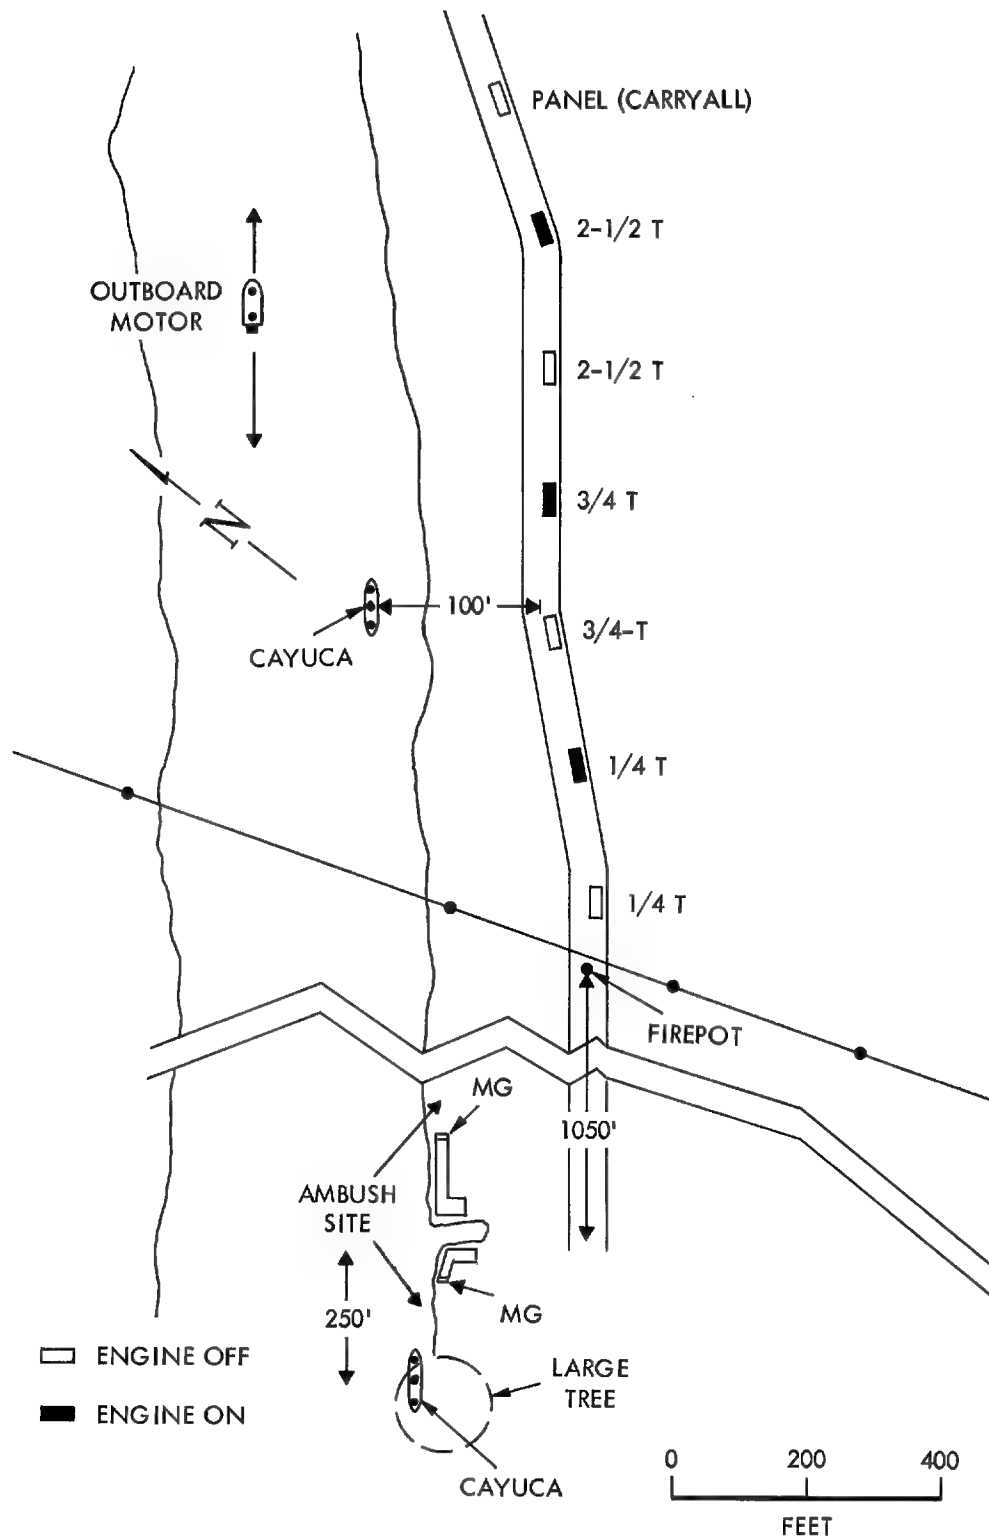 PANEL (CARRYALL)
2-1/2 T
OUTBOARD
MOTOR
2-1/2 T
3/4 T
N
100'
3/4-T
CAYUCA
1/4 T
1/4 T
FIREPOT
MG
1050'
AMBUSH
SITE
250'
MG
ENGINE OFF
ENGINE ON
LARGE
TREE
CAYUCA
0 200 400
FEET